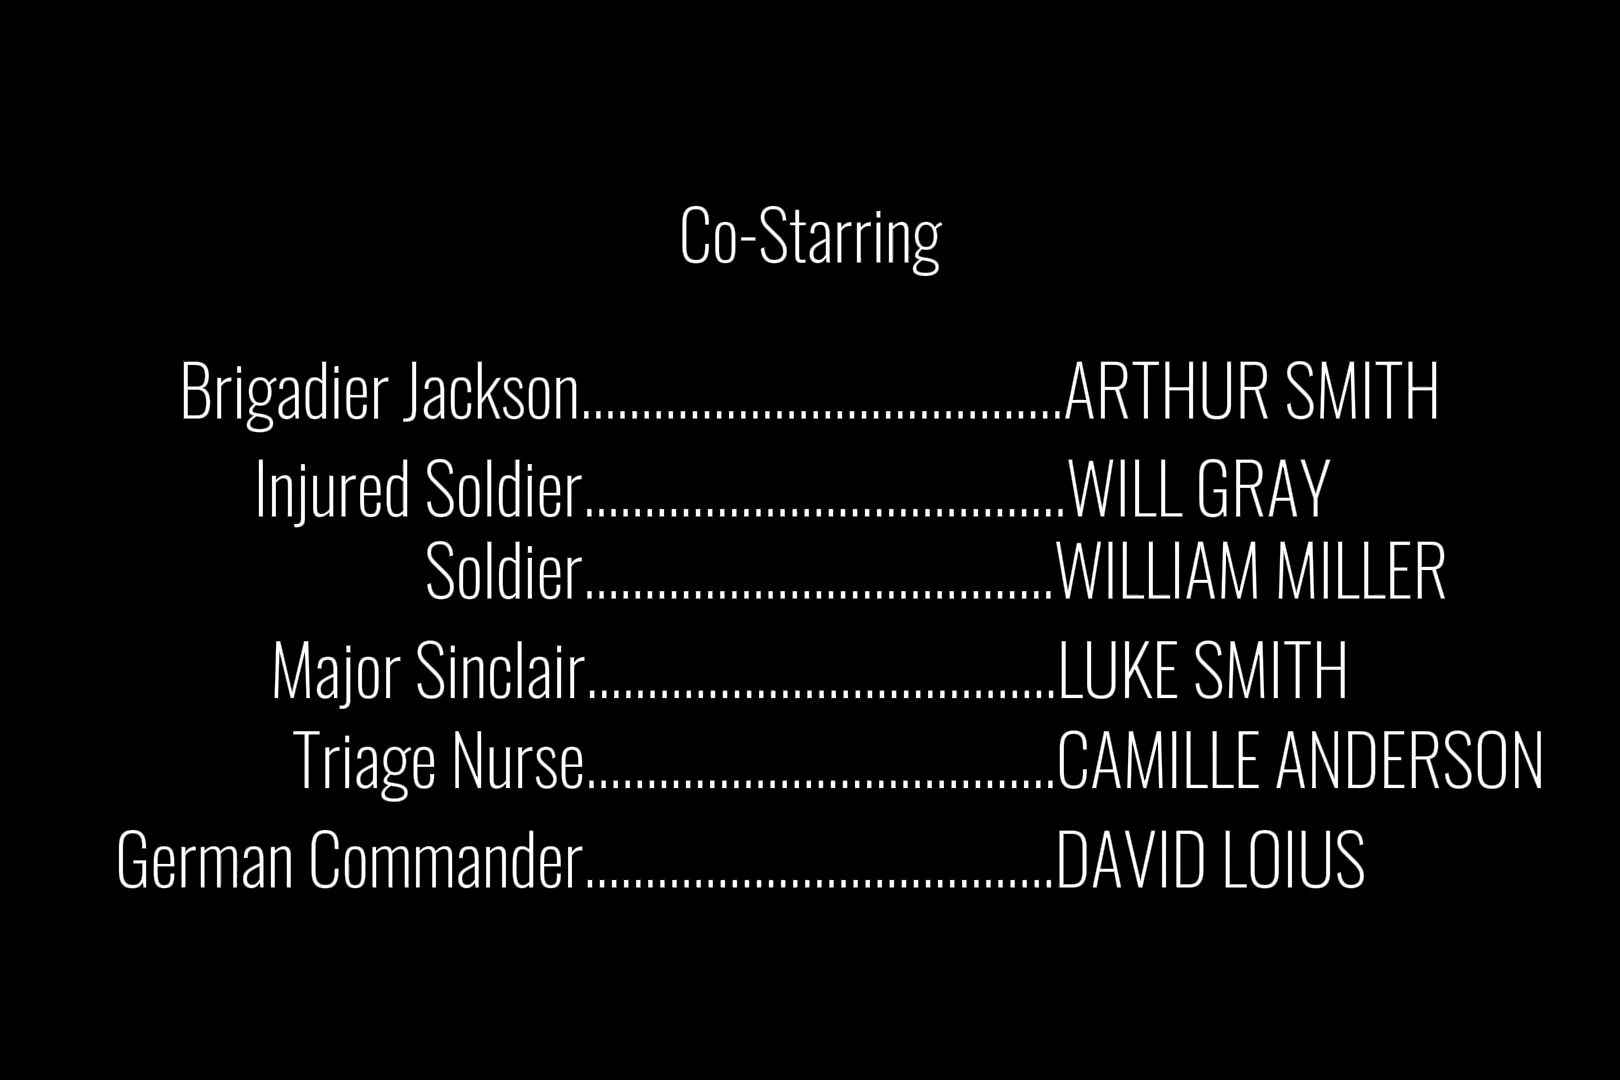 Co-Starring
Brigadier Jackson........................................ARTHUR SMITH
Injured Soldier........................................WILL GRAY
Soldier.......................................WILLIAM MILLER
Major Sinclair.......................................LUKE SMITH
Triage Nurse.......................................CAMILLE ANDERSON
German Commander.......................................DAVID LOIUS